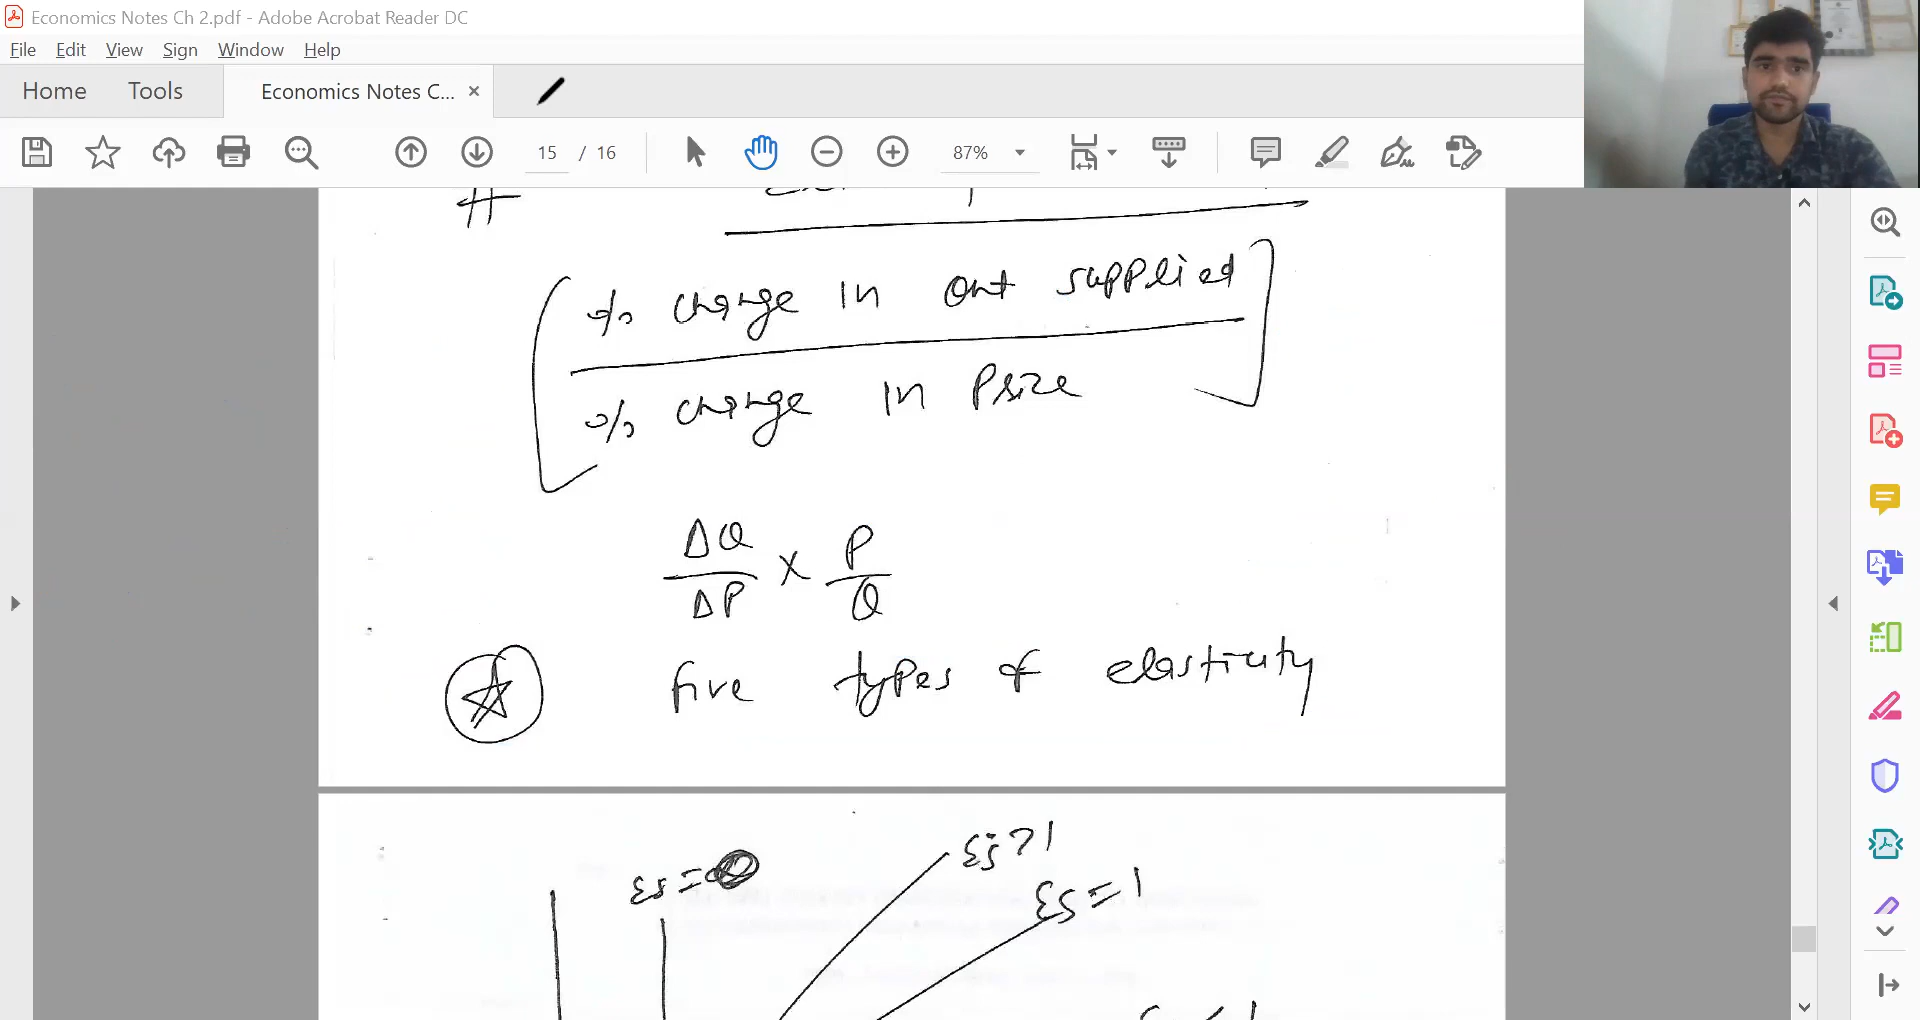 Economics Notes Ch 2.pdf - Adobe Acrobat Reader DC
File Edit View Sign Window Help
Home Tools Economics Notes C... ×
15 / 16 87%
#
% change in Qnt supplied
% change in Price
ΔQ/ΔP × P/Q
five types of elasticity
Es =
Es > 1
Es = 1